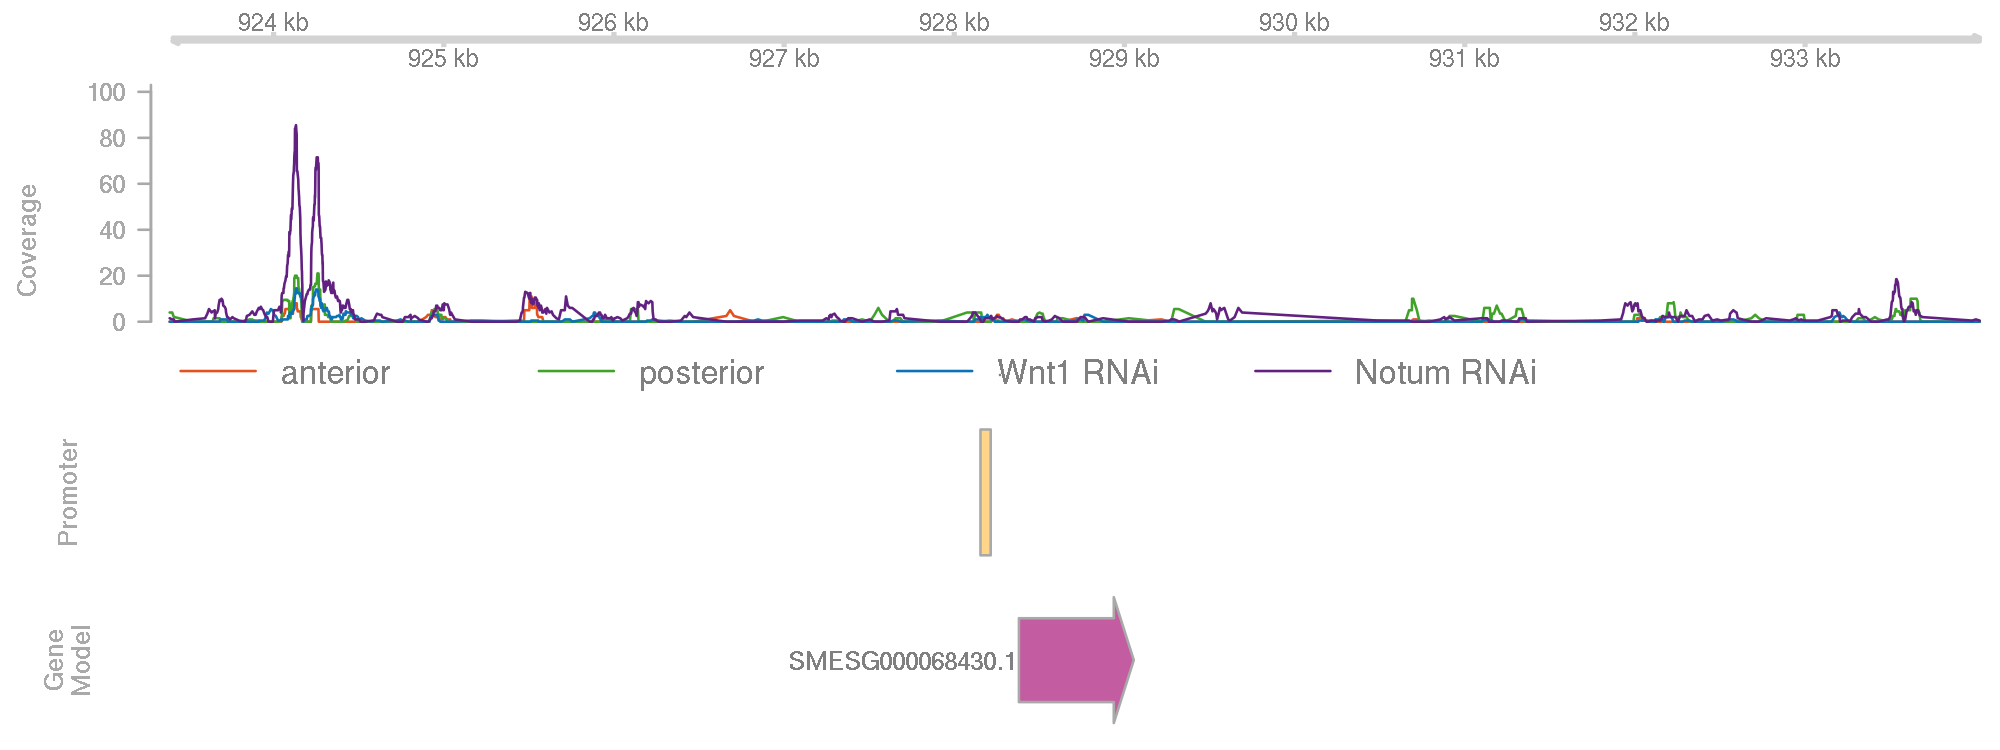 924 kb 926 kb 928 kb 930 kb 932 kb
925 kb 927 kb 929 kb 931 kb 933 kb
100
80
60
40
20
0
Coverage
anterior posterior Wnt1 RNAi Notum RNAi
Promoter
Gene
Model
SMESG000068430.1